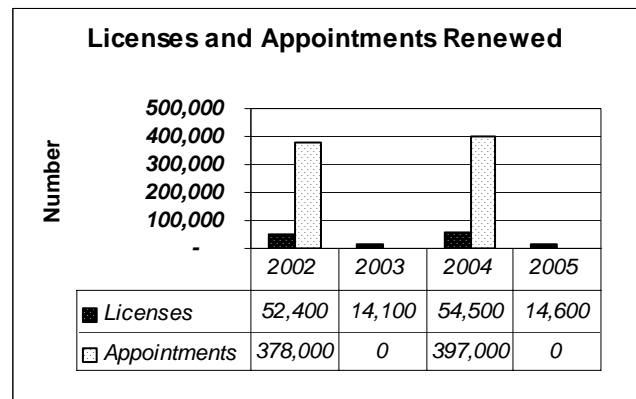 Licenses and Appointments Renewed
Number
500,000
400,000
300,000
200,000
100,000
-
2002 2003 2004 2005
Licenses 52,400 14,100 54,500 14,600
Appointments 378,000 0 397,000 0